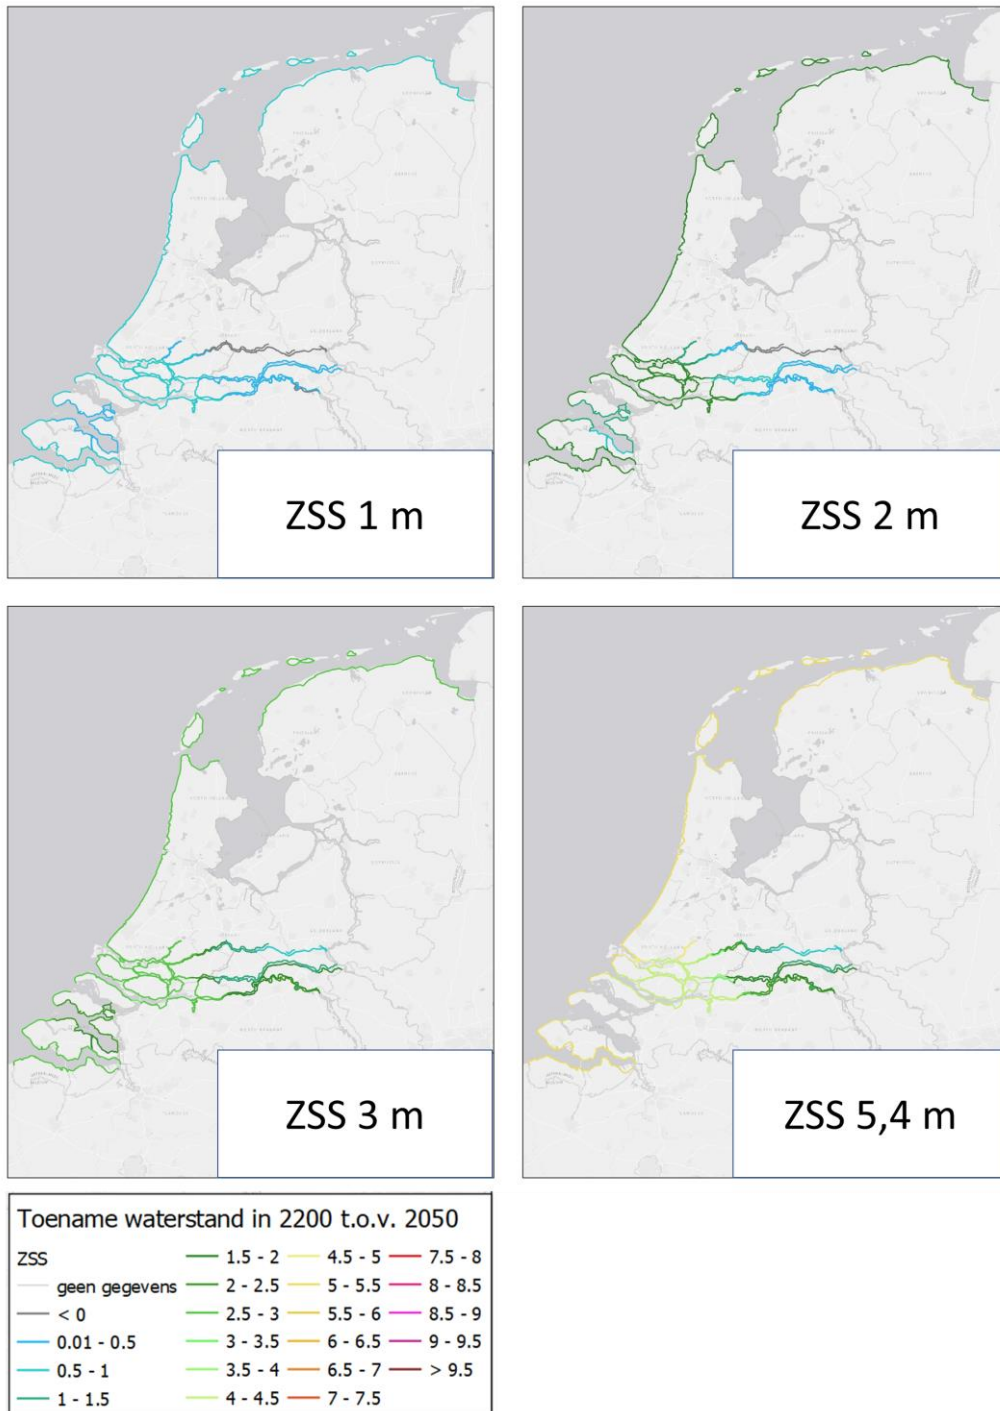 ZSS 1 m
ZSS 2 m
ZSS 3 m
ZSS 5,4 m
Toename waterstand in 2200 t.o.v. 2050
ZSS
geen gegevens
< 0
0.01 - 0.5
0.5 - 1
1 - 1.5
1.5 - 2
2 - 2.5
2.5 - 3
3 - 3.5
3.5 - 4
4 - 4.5
4.5 - 5
5 - 5.5
5.5 - 6
6 - 6.5
6.5 - 7
7 - 7.5
7.5 - 8
8 - 8.5
8.5 - 9
9 - 9.5
> 9.5